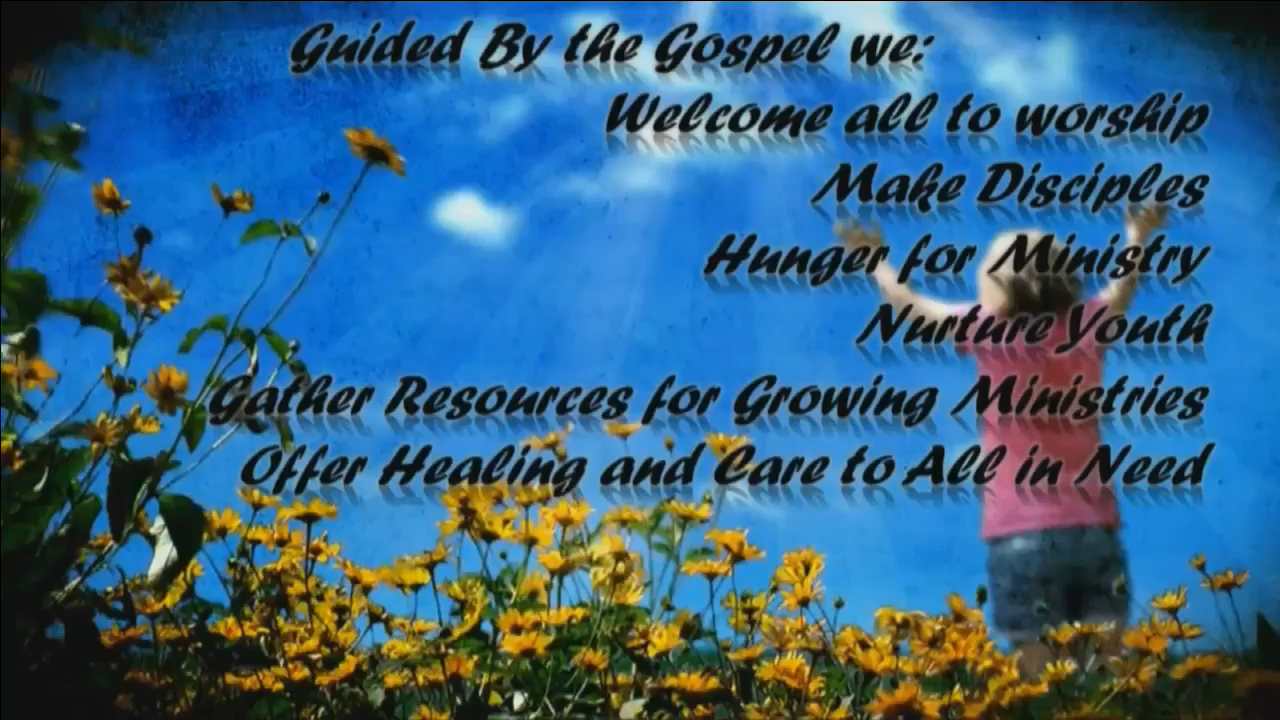 Guided By the Gospel we:
Welcome all to worship
Make Disciples
Hunger for Ministry
Nurture Youth
Gather Resources for Growing Ministries
Offer Healing and Care to All in Need